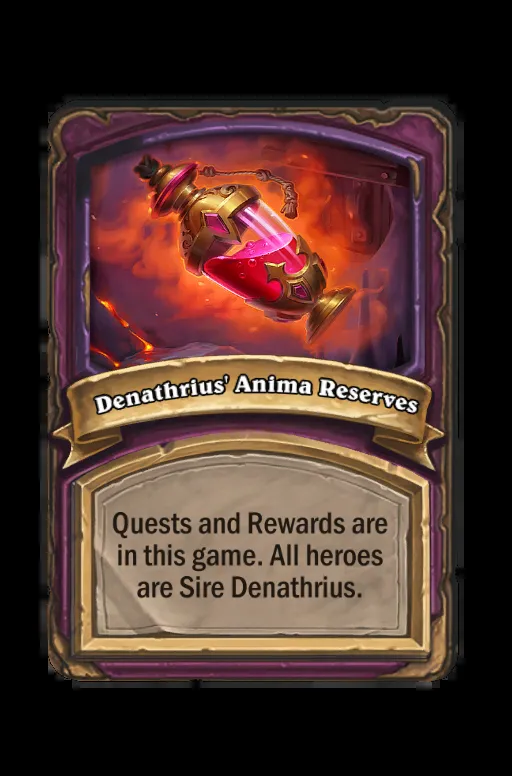 Denathrius' Anima Reserves
Quests and Rewards are
in this game. All heroes
are Sire Denathrius.